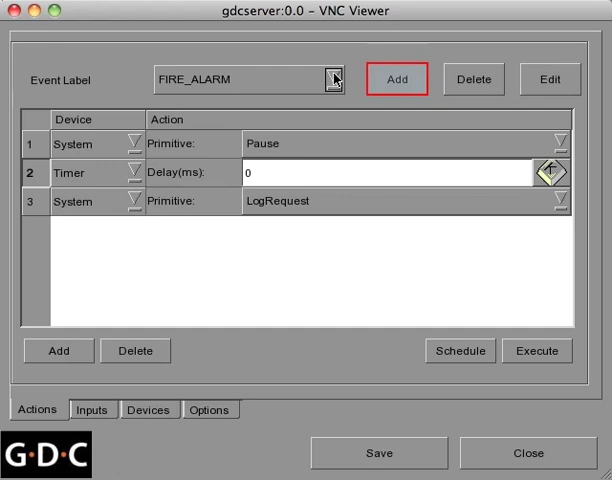 gdcserver:0.0 – VNC Viewer
Event Label FIRE_ALARM Add Delete Edit
Device Action
1 System Primitive: Pause
2 Timer Delay(ms): 0
3 System Primitive: LogRequest
Add Delete Schedule Execute
Actions Inputs Devices Options
G·D·C Save Close